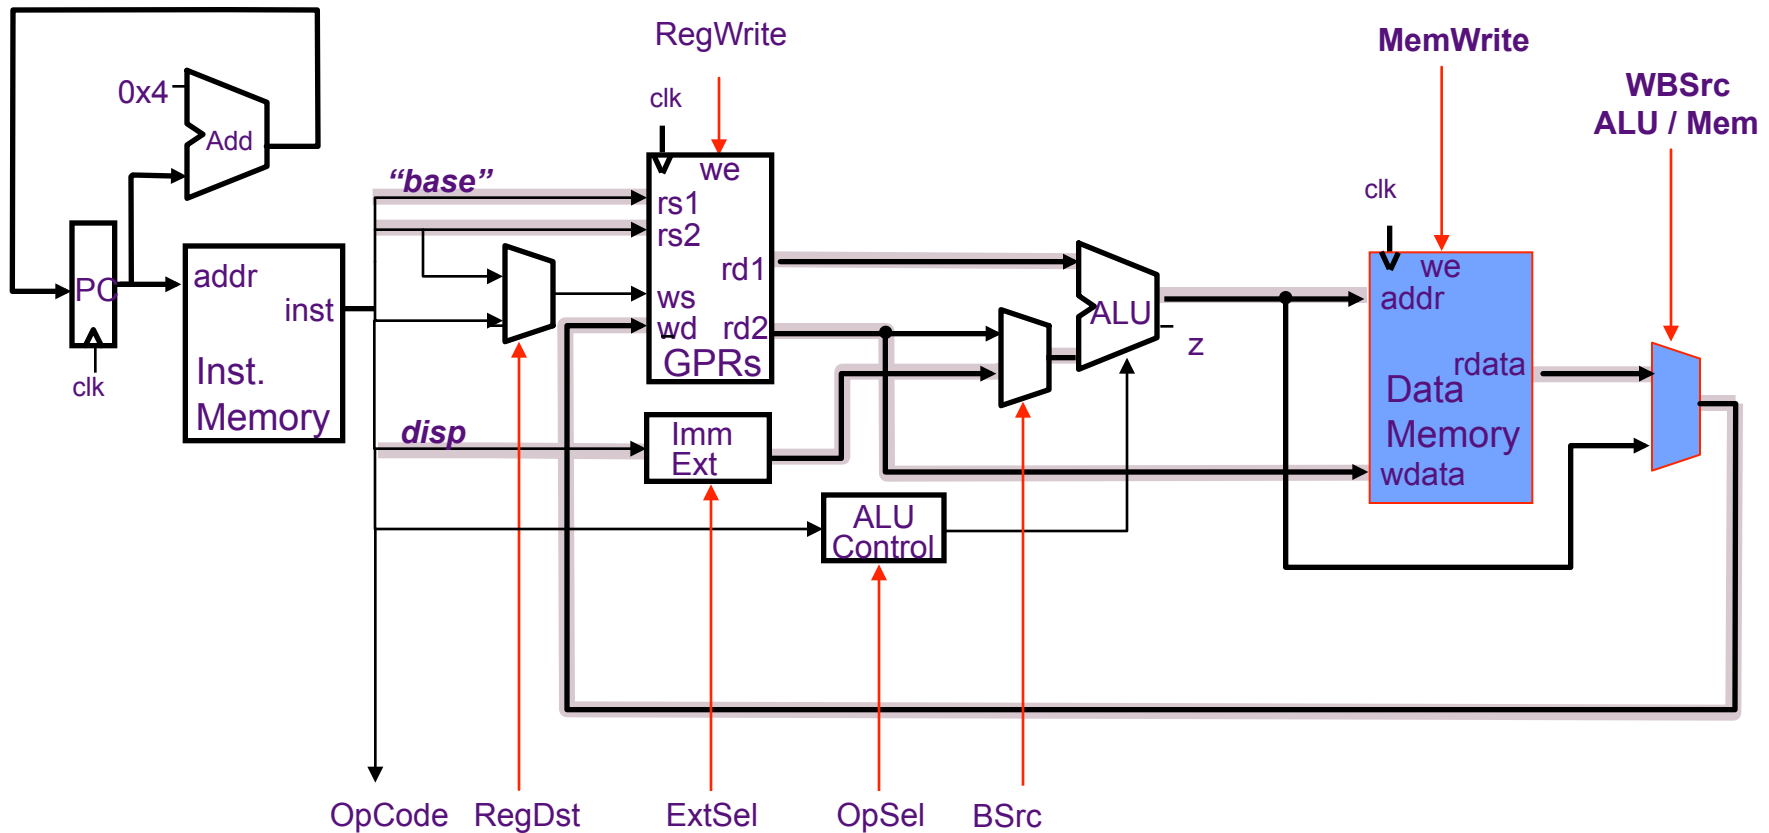 RegWrite
MemWrite
WBSrc
ALU / Mem
0x4
Add
clk
we
"base"
rs1
rs2
rd1
ws
wd
rd2
GPRs
PC
clk
addr
inst
Inst.
Memory
ALU
z
clk
we
addr
rdata
Data
Memory
wdata
disp
Imm
Ext
ALU
Control
OpCode
RegDst
ExtSel
OpSel
BSrc